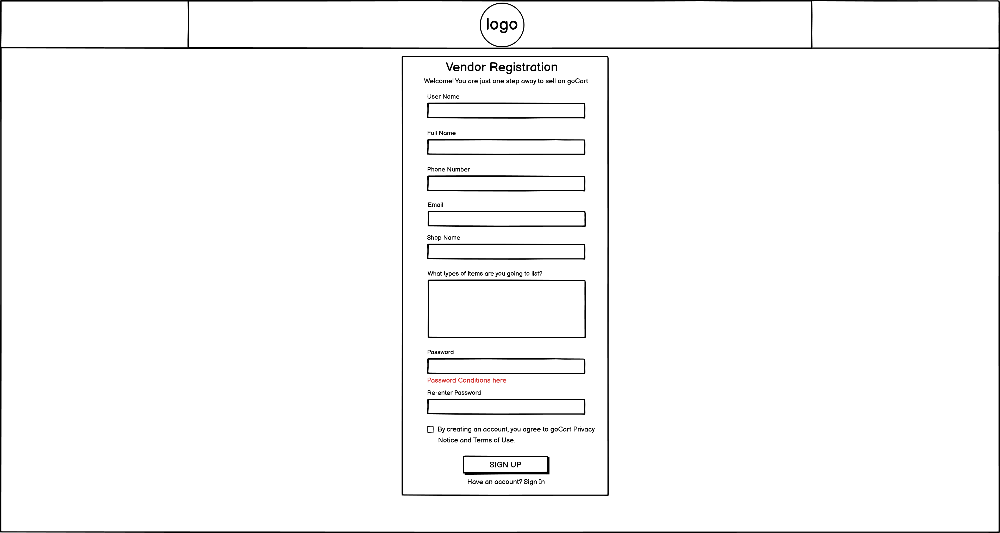 logo
Vendor Registration
Welcome! You are just one step away to sell on goCart
User Name
Full Name
Phone Number
Email
Shop Name
What types of items are you going to list?
Password
Password Conditions here
Re-enter Password
By creating an account, you agree to goCart Privacy
Notice and Terms of Use.
SIGN UP
Have an account? Sign In